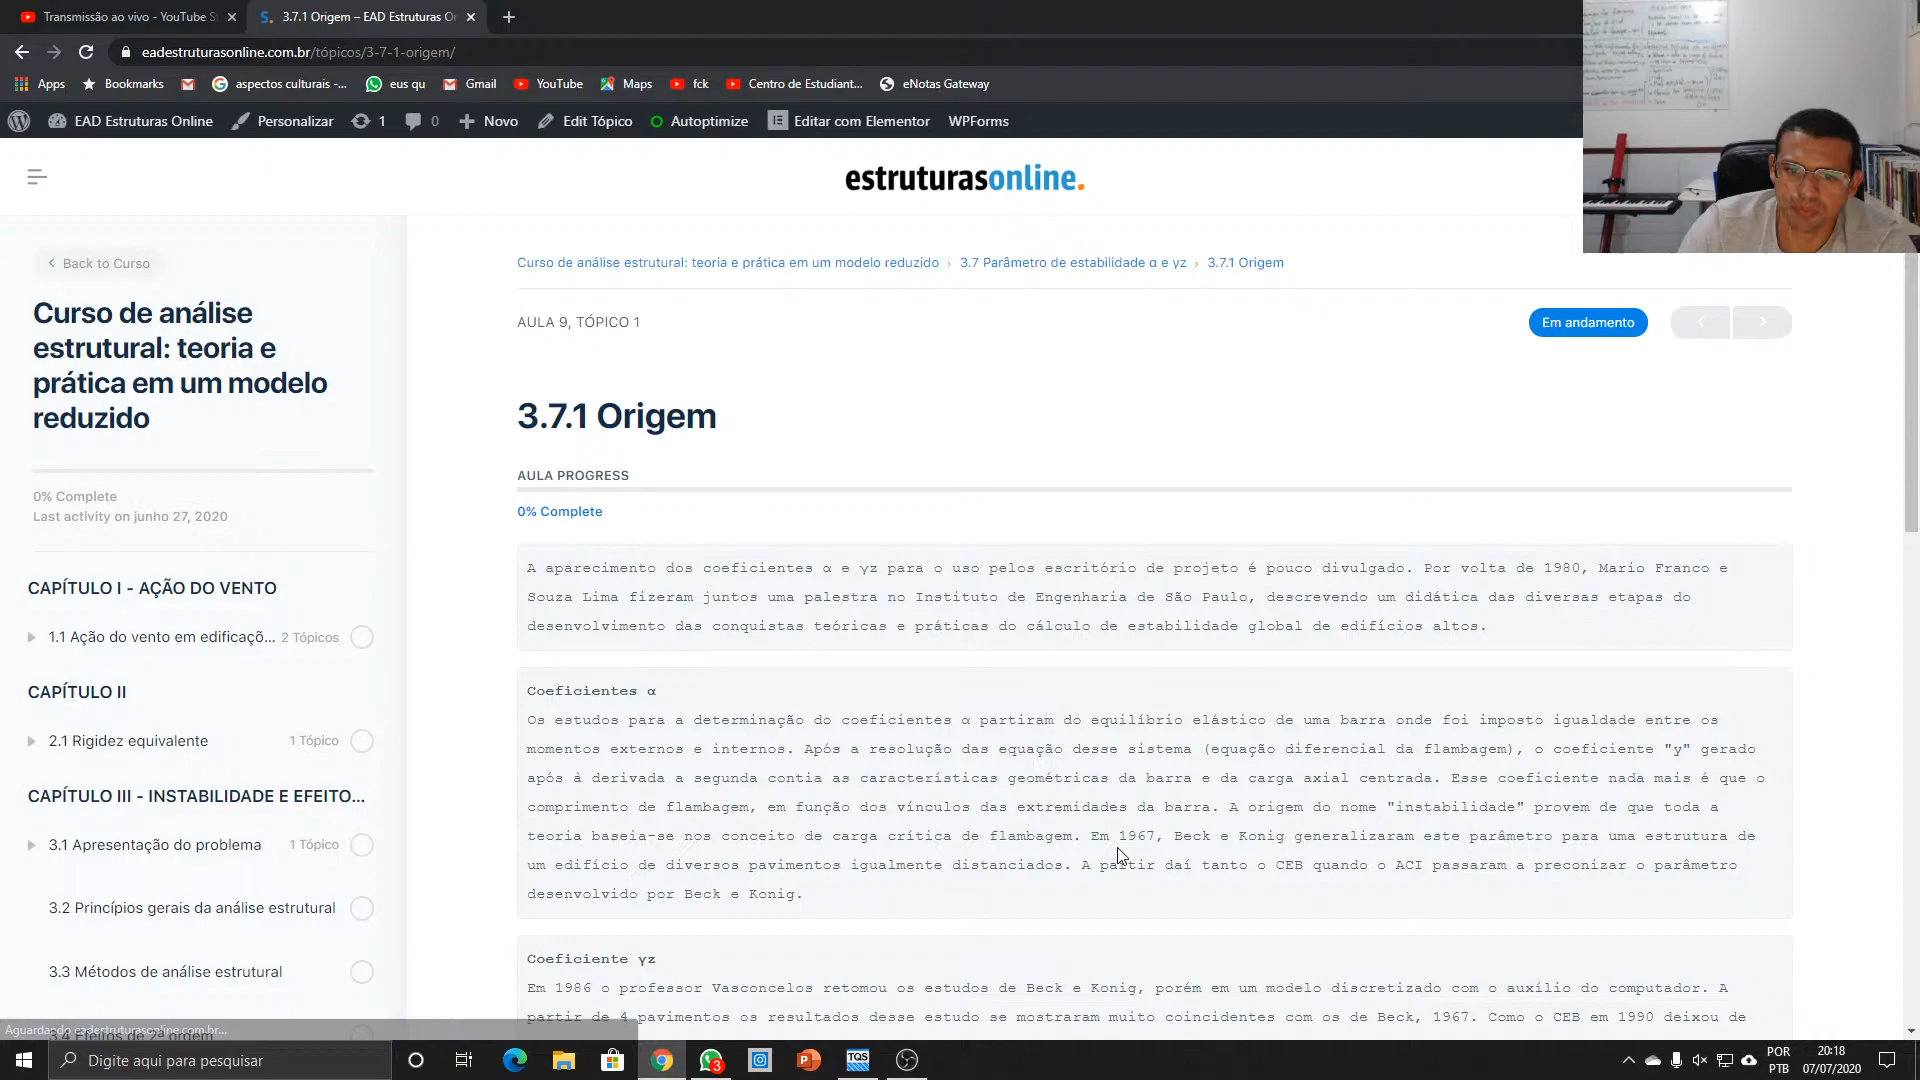 Transmissão ao vivo - YouTube S
3.7.1 Origem – EAD Estruturas Or
eadestruturasonline.com.br/tópicos/3-7-1-origem/
Apps Bookmarks aspectos culturais -... eus qu Gmail YouTube Maps fck Centro de Estudiant... eNotas Gateway
EAD Estruturas Online Personalizar 1 0 Novo Edit Tópico Autoptimize Editar com Elementor WPForms
estruturasonline.
Back to Curso
Curso de análise
estrutural: teoria e
prática em um modelo
reduzido
0% Complete
Last activity on junho 27, 2020
CAPÍTULO I - AÇÃO DO VENTO
1.1 Ação do vento em edificaçõ... 2 Tópicos
CAPÍTULO II
2.1 Rigidez equivalente 1 Tópico
CAPÍTULO III - INSTABILIDADE E EFEITO...
3.1 Apresentação do problema 1 Tópico
3.2 Princípios gerais da análise estrutural
3.3 Métodos de análise estrutural
3.4 Efeitos de 2ª ordem
Curso de análise estrutural: teoria e prática em um modelo reduzido › 3.7 Parâmetro de estabilidade α e γz › 3.7.1 Origem
AULA 9, TÓPICO 1
Em andamento
3.7.1 Origem
AULA PROGRESS
0% Complete
A aparecimento dos coeficientes α e γz para o uso pelos escritório de projeto é pouco divulgado. Por volta de 1980, Mario Franco e
Souza Lima fizeram juntos uma palestra no Instituto de Engenharia de São Paulo, descrevendo um didática das diversas etapas do
desenvolvimento das conquistas teóricas e práticas do cálculo de estabilidade global de edifícios altos.
Coeficientes α
Os estudos para a determinação do coeficientes α partiram do equilíbrio elástico de uma barra onde foi imposto igualdade entre os
momentos externos e internos. Após a resolução das equação desse sistema (equação diferencial da flambagem), o coeficiente "y" gerado
após à derivada a segunda contia as características geométricas da barra e da carga axial centrada. Esse coeficiente nada mais é que o
comprimento de flambagem, em função dos vínculos das extremidades da barra. A origem do nome "instabilidade" provem de que toda a
teoria baseia-se nos conceito de carga crítica de flambagem. Em 1967, Beck e Konig generalizaram este parâmetro para uma estrutura de
um edifício de diversos pavimentos igualmente distanciados. A partir daí tanto o CEB quando o ACI passaram a preconizar o parâmetro
desenvolvido por Beck e Konig.
Coeficiente γz
Em 1986 o professor Vasconcelos retomou os estudos de Beck e Konig, porém em um modelo discretizado com o auxílio do computador. A
partir de 4 pavimentos os resultados desse estudo se mostraram muito coincidentes com os de Beck, 1967. Como o CEB em 1990 deixou de
Aguardando eadestruturasonline.com.br...
Digite aqui para pesquisar
3
TQS
POR
PTB
20:18
07/07/2020